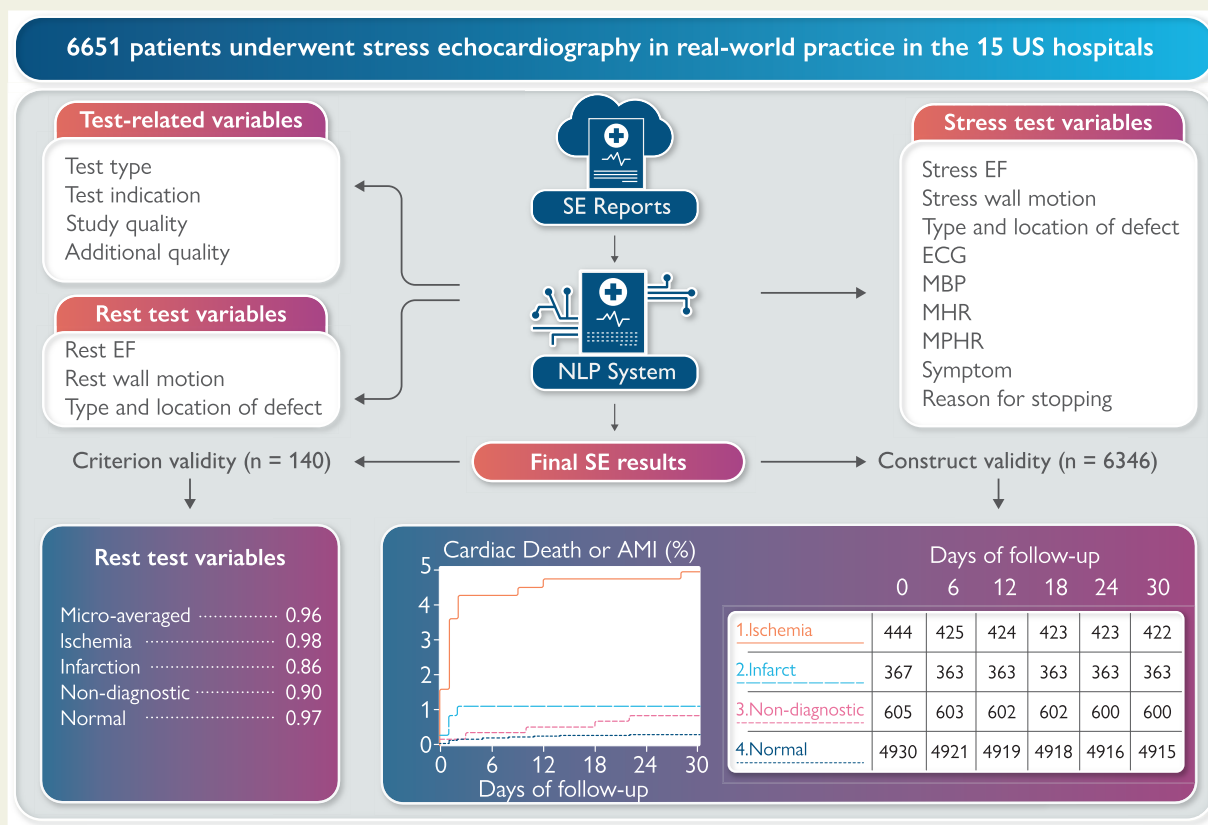 6651 patients underwent stress echocardiography in real-world practice in the 15 US hospitals
Test-related variables
Test type
Test indication
Study quality
Additional quality
Rest test variables
Rest EF
Rest wall motion
Type and location of defect
SE Reports
NLP System
Stress test variables
Stress EF
Stress wall motion
Type and location of defect
ECG
MBP
MHR
MPHR
Symptom
Reason for stopping
Criterion validity (n = 140)
Final SE results
Construct validity (n = 6346)
Rest test variables
Micro-averaged 0.96
Ischemia 0.98
Infarction 0.86
Non-diagnostic 0.90
Normal 0.97
Cardiac Death or AMI (%)
5
4
3
2
1
0
0 6 12 18 24 30
Days of follow-up
Days of follow-up
0 6 12 18 24 30
1.Ischemia 444 425 424 423 423 422
2.Infarct 367 363 363 363 363 363
3.Non-diagnostic 605 603 602 602 600 600
4.Normal 4930 4921 4919 4918 4916 4915